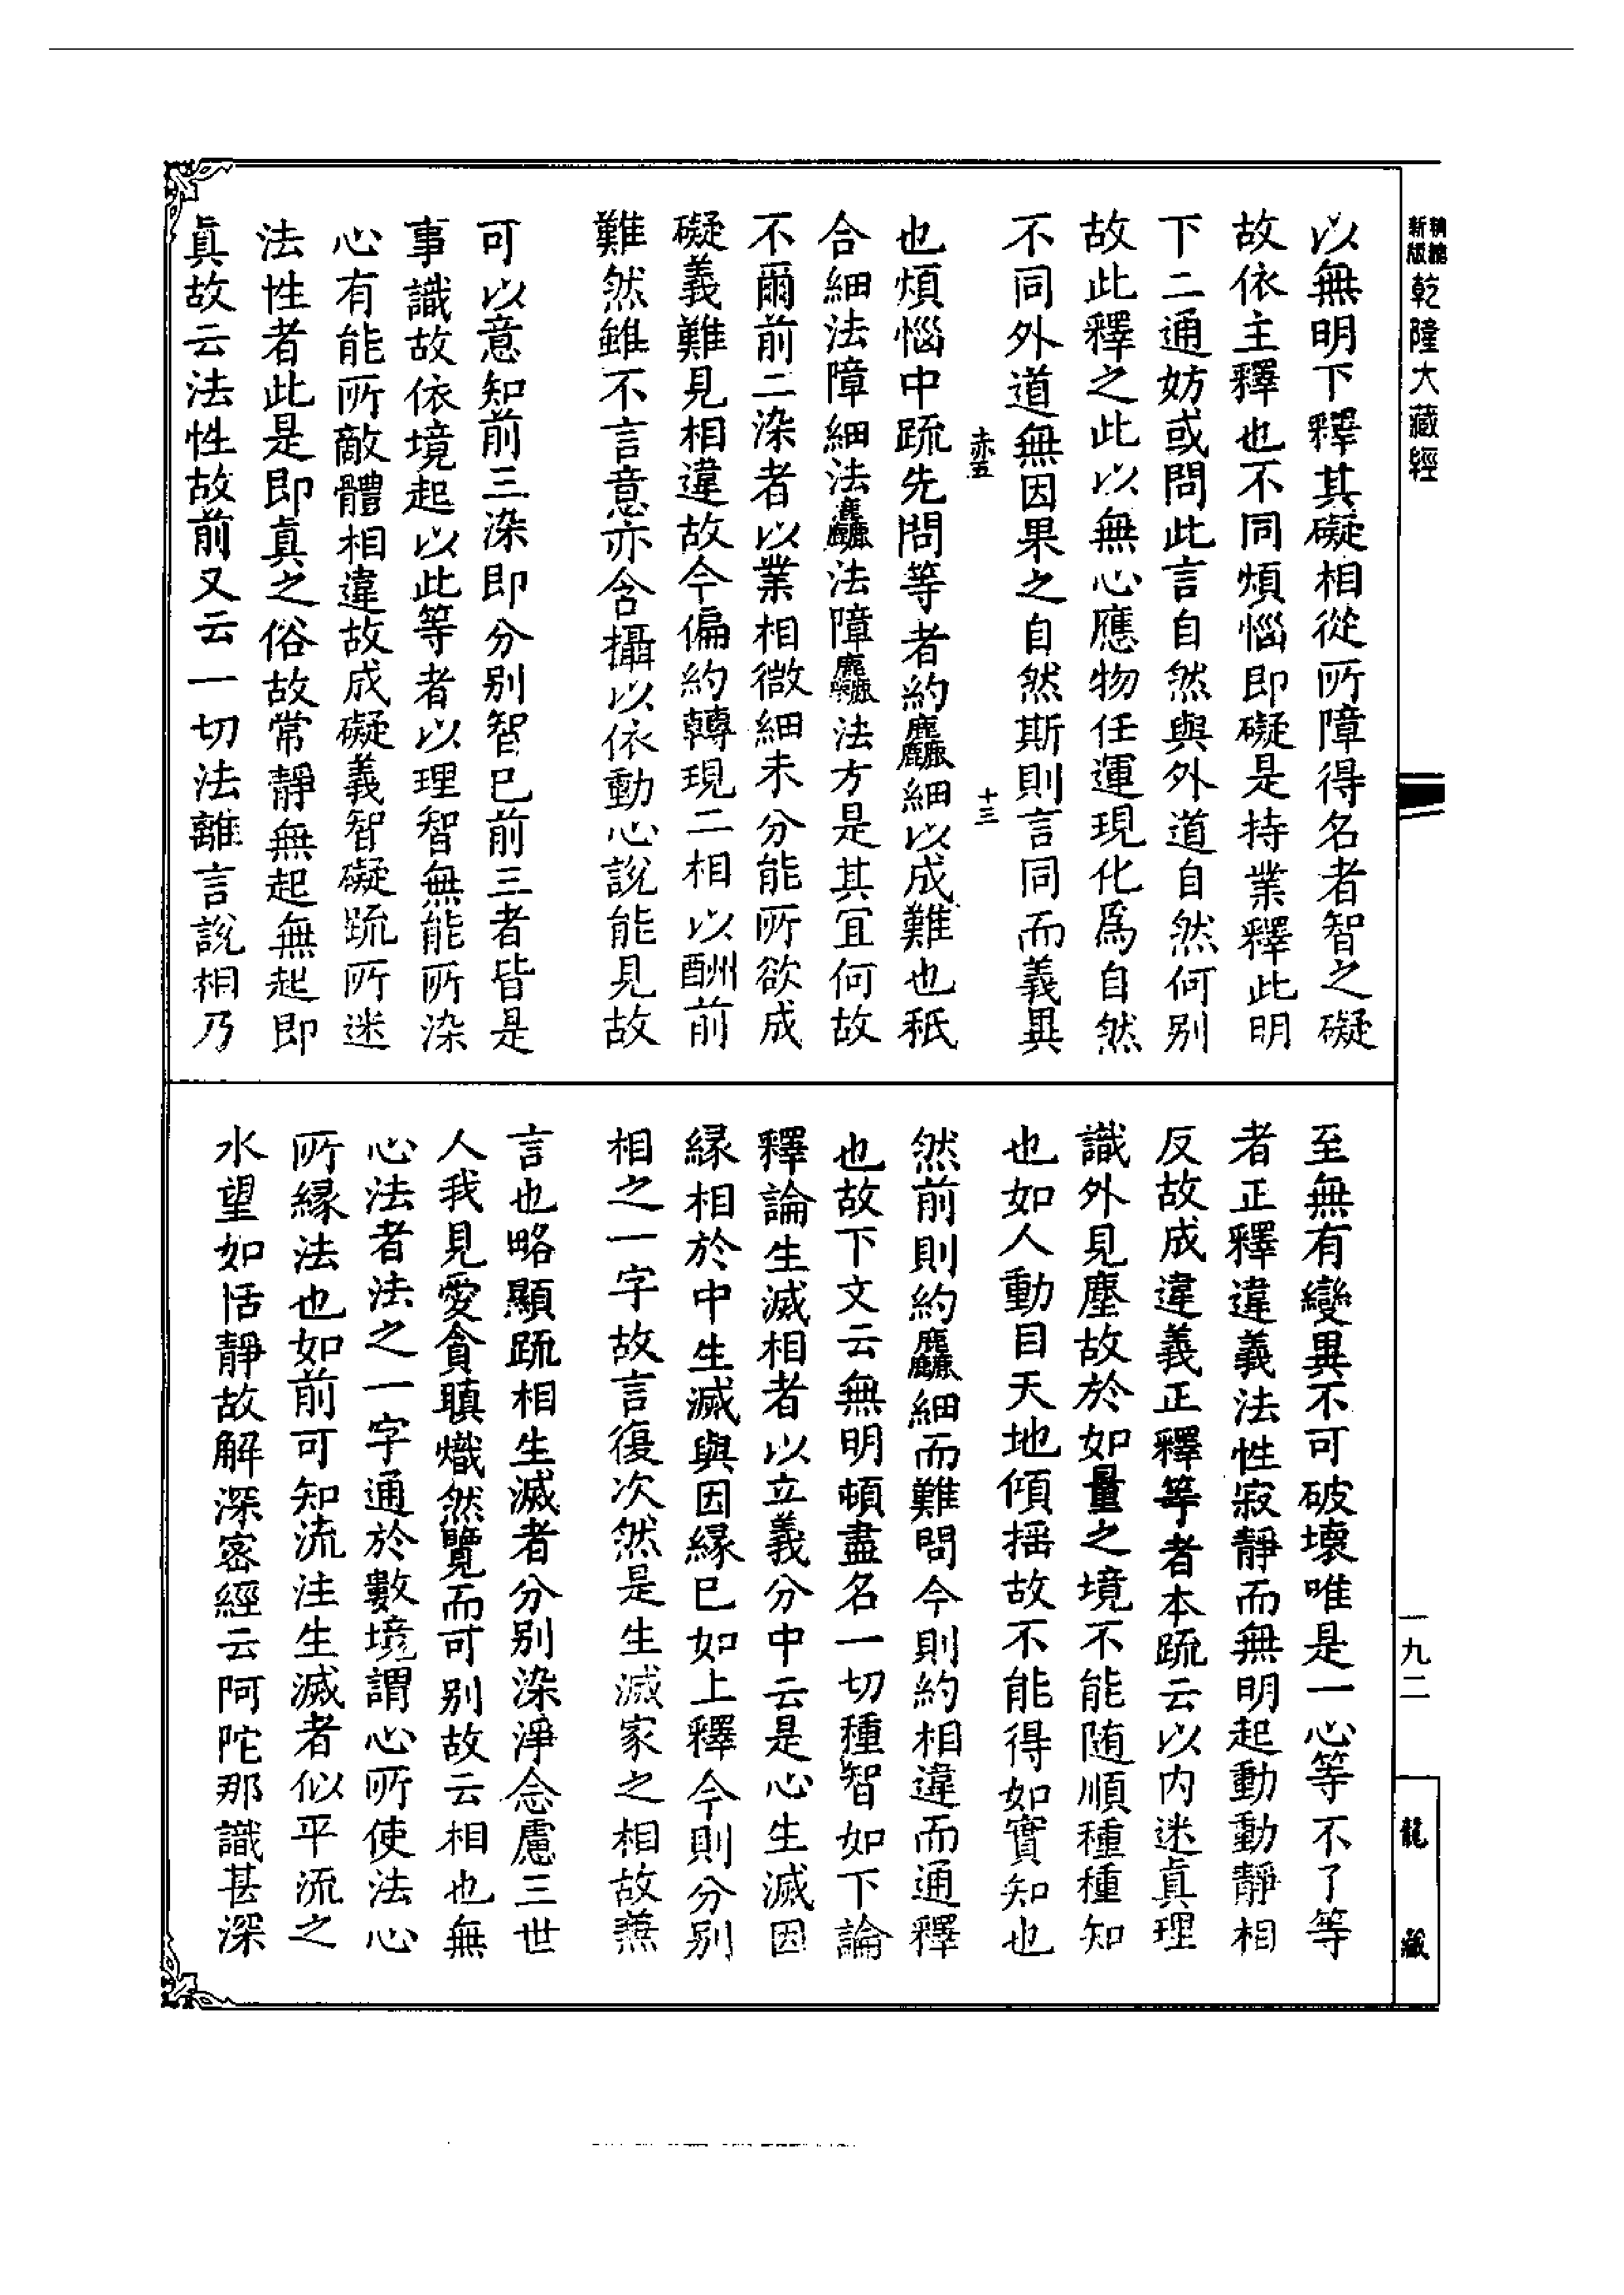 新版精縮乾隆大藏經
以無明下釋其礙相從所障得名者智之礙
故依主釋也不同煩惱即礙是持業釋此明
下二通妨或問此言自然與外道自然何別
故此釋之此以無心應物任運現化爲自然
不同外道無因果之自然斯則言同而義異
赤五 十三
也煩惱中䟽先問等者約麤細以成難也秖
合細法障細法麤法障麤法方是其宜何故
不爾前二染者以業相微細未分能所欲成
礙義難見相違故今偏約轉現二相以酬前
難然雖不言意亦含攝以依動心說能見故
可以意知前三染即分別智已前三者皆是
事識故依境起以此等者以理智無能所染
心有能所敵體相違故成礙義智礙䟽所迷
法性者此是即真之俗故常靜無起無起即
真故云法性故前又云一切法離言說相乃
至無有變異不可破壞唯是一心等不了等
者正釋違義法性寂靜而無明起動動靜相
反故成違義正釋等者本䟽云以内迷真理
識外見塵故於如量之境不能随順種種知
也如人動目天地傾摇故不能得如實知也
然前則約麤細而難問今則約相違而通釋
也故下文云無明頓盡名一切種智如下論
釋論生滅相者以立義分中云是心生滅因
緣相於中生滅與因緣已如上釋今則分別
相之一字故言復次然是生滅家之相故兼
言也略顯䟽相生滅者分別染淨念慮三世
人我見愛貪瞋熾然覽而可別故云相也無
心法者法之一字通於數境謂心所使法心
所緣法也如前可知流注生滅者似平流之
水望如恬靜故解深密經云阿陀那識甚深
一九二
龍藏